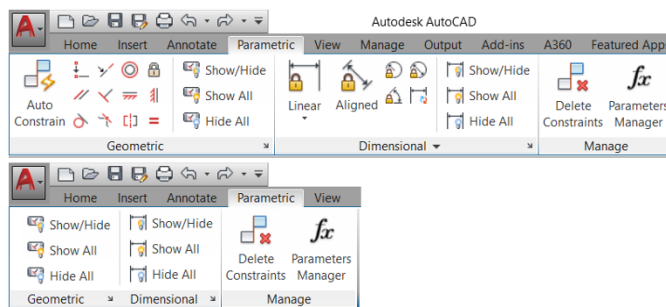 Autodesk AutoCAD
Home Insert Annotate Parametric View Manage Output Add-ins A360 Featured Apps
Auto Constrain
Show/Hide
Show All
Hide All
Linear
Aligned
Show/Hide
Show All
Hide All
Delete Constraints
fx
Parameters Manager
Geometric Dimensional Manage
Home Insert Annotate Parametric View
Show/Hide
Show All
Hide All
Show/Hide
Show All
Hide All
Delete Constraints
fx
Parameters Manager
Geometric Dimensional Manage